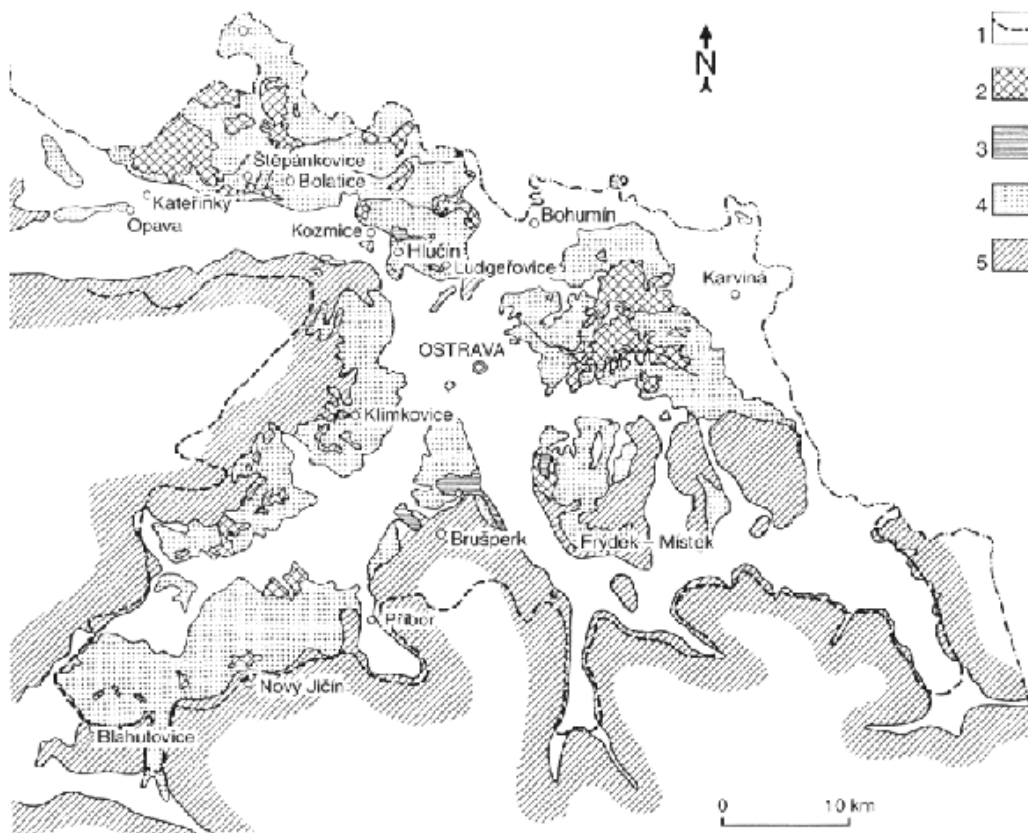 N
1
2
3
4
5
Štěpánkovice
Bolatice
Kateřinky
Opava
Kozmice
Bohumín
Hlučín
Ludgeřovice
Karviná
OSTRAVA
Klimkovice
Brušperk
Frýdek – Místek
Příbor
Nový Jičín
Blahutovice
0 10 km